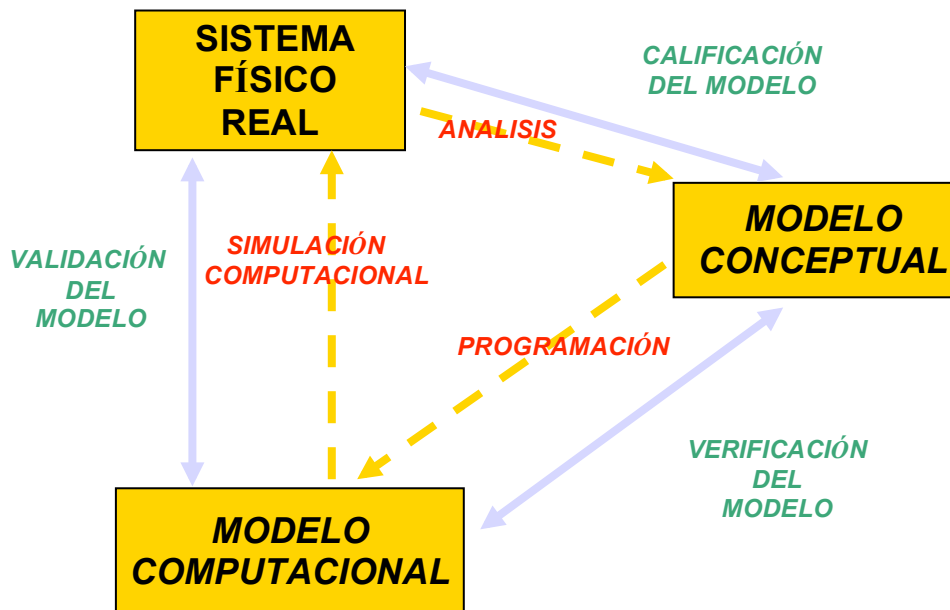 SISTEMA
FÍSICO
REAL
CALIFICACIÓN
DEL MODELO
ANALISIS
MODELO
CONCEPTUAL
VALIDACIÓN
DEL
MODELO
SIMULACIÓN
COMPUTACIONAL
PROGRAMACIÓN
VERIFICACIÓN
DEL
MODELO
MODELO
COMPUTACIONAL